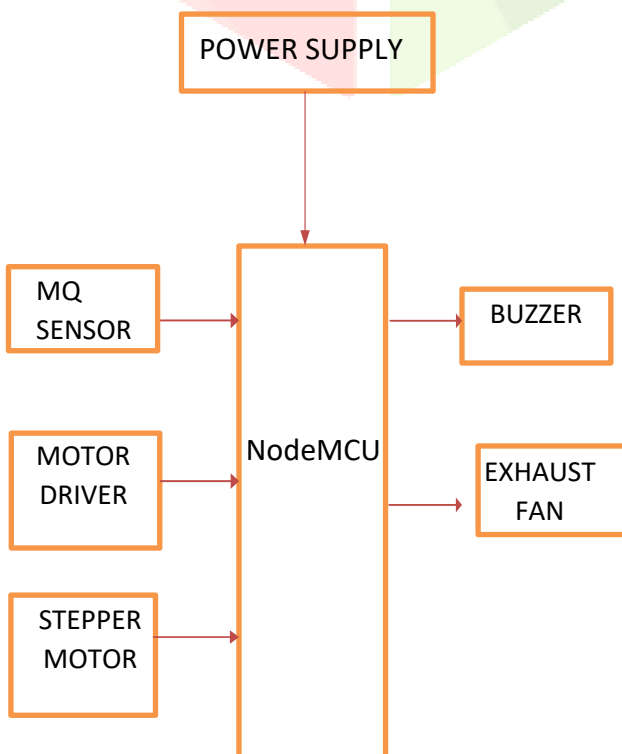 POWER SUPPLY
MQ
SENSOR
BUZZER
MOTOR
DRIVER
NodeMCU
EXHAUST
FAN
STEPPER
MOTOR